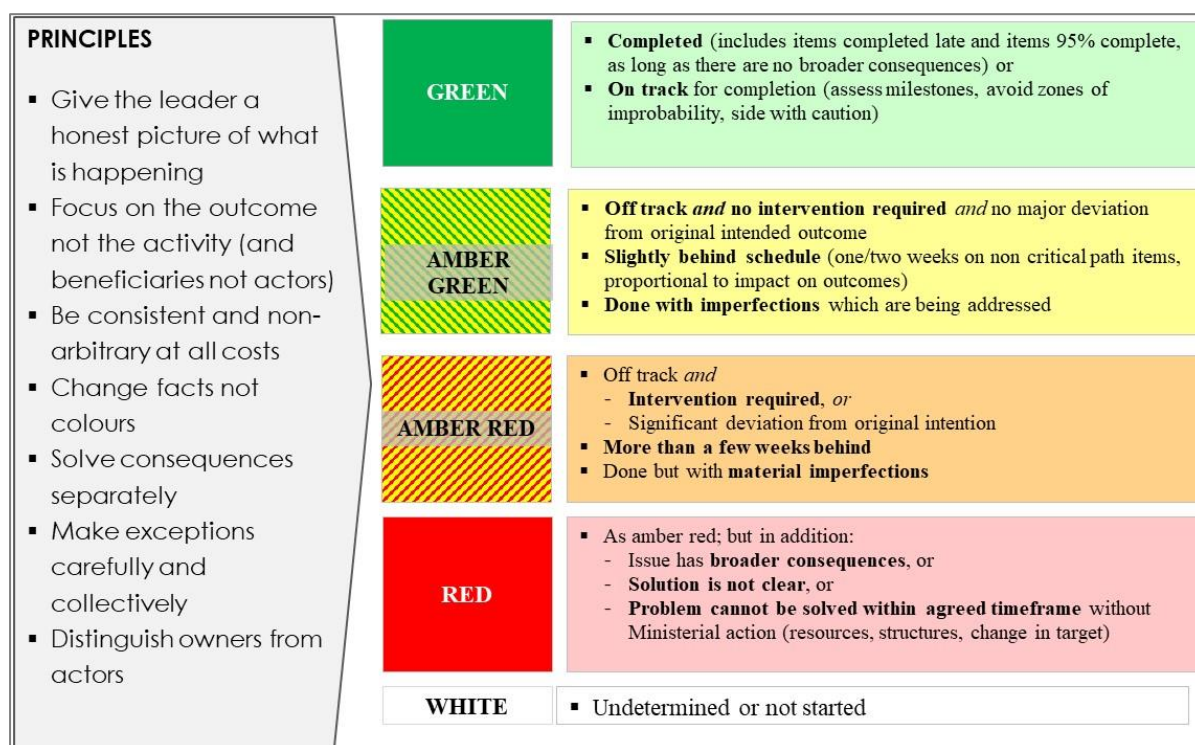 PRINCIPLES
▪ Give the leader a
honest picture of what
is happening
▪ Focus on the outcome
not the activity (and
beneficiaries not actors)
▪ Be consistent and non-
arbitrary at all costs
▪ Change facts not
colours
▪ Solve consequences
separately
▪ Make exceptions
carefully and
collectively
▪ Distinguish owners from
actors
GREEN
▪ Completed (includes items completed late and items 95% complete,
as long as there are no broader consequences) or
▪ On track for completion (assess milestones, avoid zones of
improbability, side with caution)
AMBER
GREEN
▪ Off track and no intervention required and no major deviation
from original intended outcome
▪ Slightly behind schedule (one/two weeks on non critical path items,
proportional to impact on outcomes)
▪ Done with imperfections which are being addressed
AMBER RED
▪ Off track and
- Intervention required, or
- Significant deviation from original intention
▪ More than a few weeks behind
▪ Done but with material imperfections
RED
▪ As amber red; but in addition:
- Issue has broader consequences, or
- Solution is not clear, or
- Problem cannot be solved within agreed timeframe without
Ministerial action (resources, structures, change in target)
WHITE
▪ Undetermined or not started